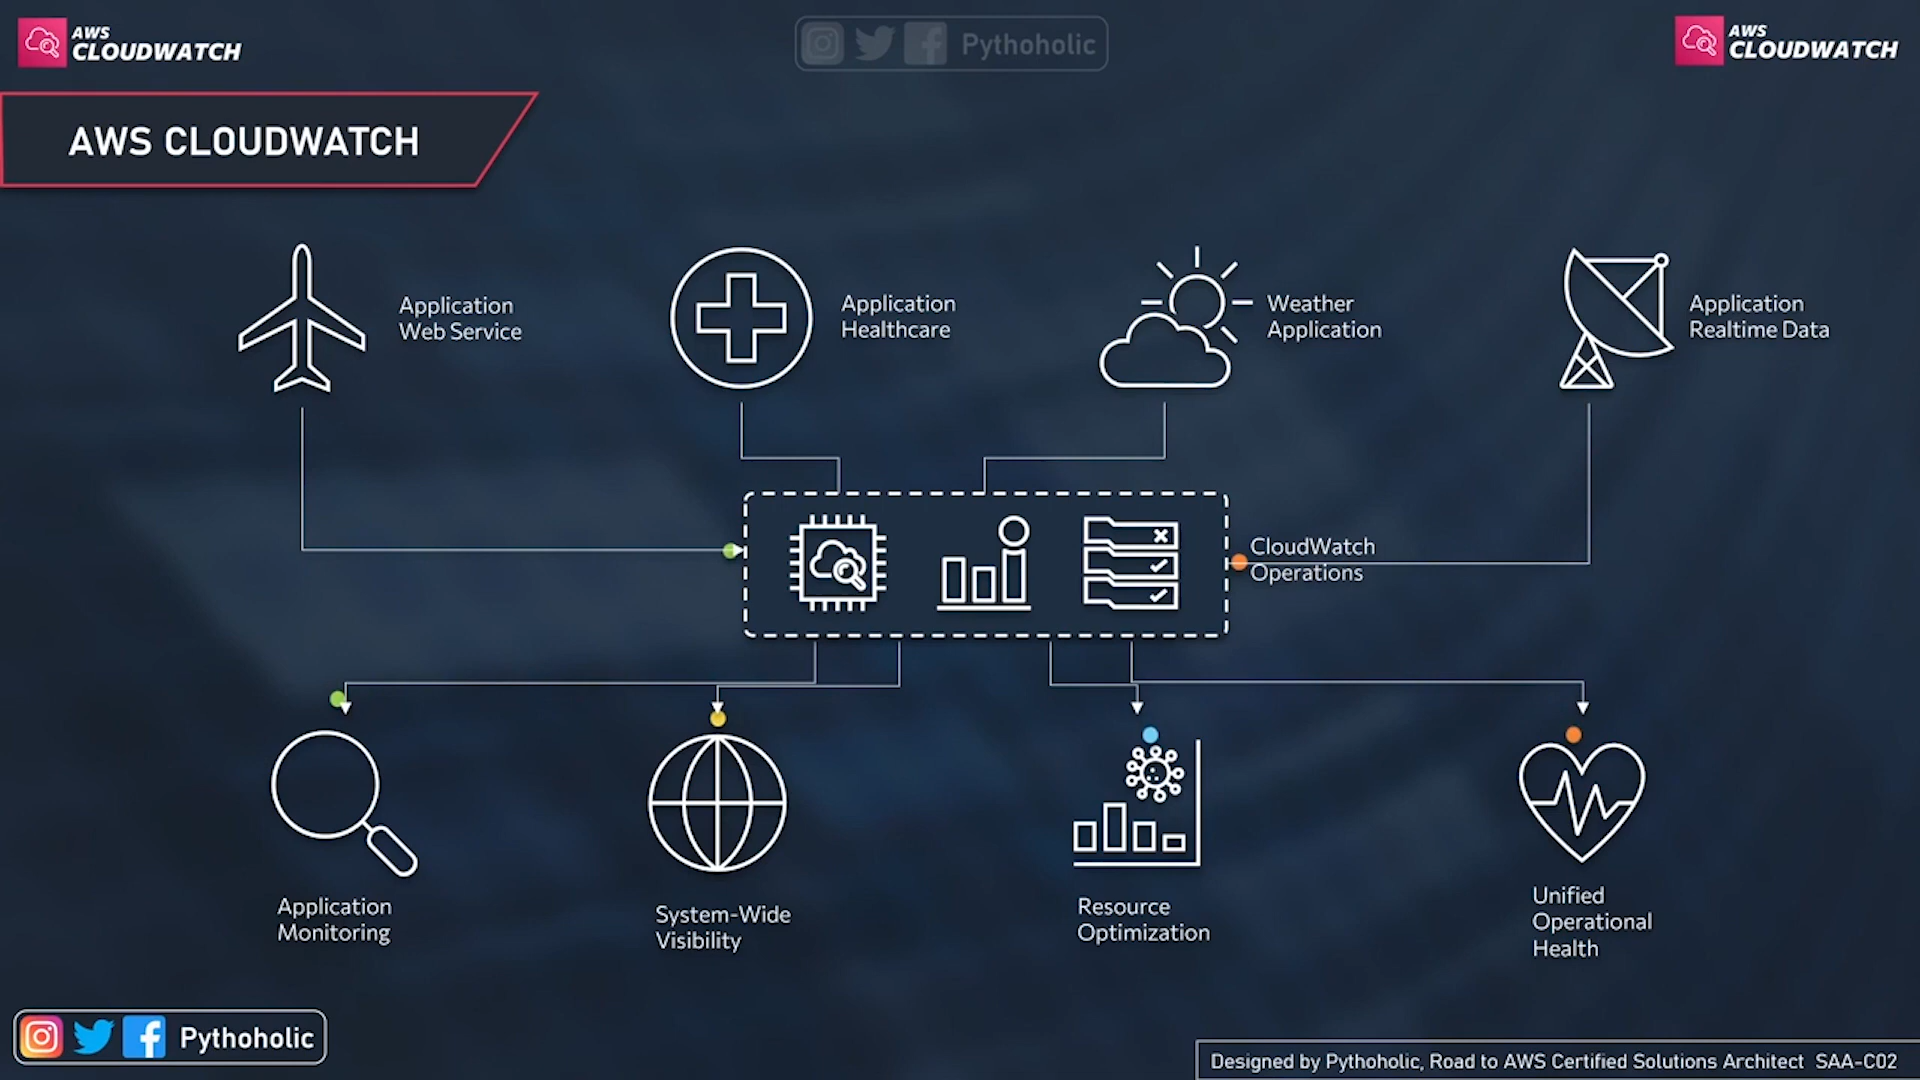 AWS
CLOUDWATCH
Pythoholic
AWS
CLOUDWATCH
AWS CLOUDWATCH
Application
Web Service
Application
Healthcare
Weather
Application
Application
Realtime Data
CloudWatch
Operations
Application
Monitoring
System-Wide
Visibility
Resource
Optimization
Unified
Operational
Health
Pythoholic
Designed by Pythoholic, Road to AWS Certified Solutions Architect SAA-C02